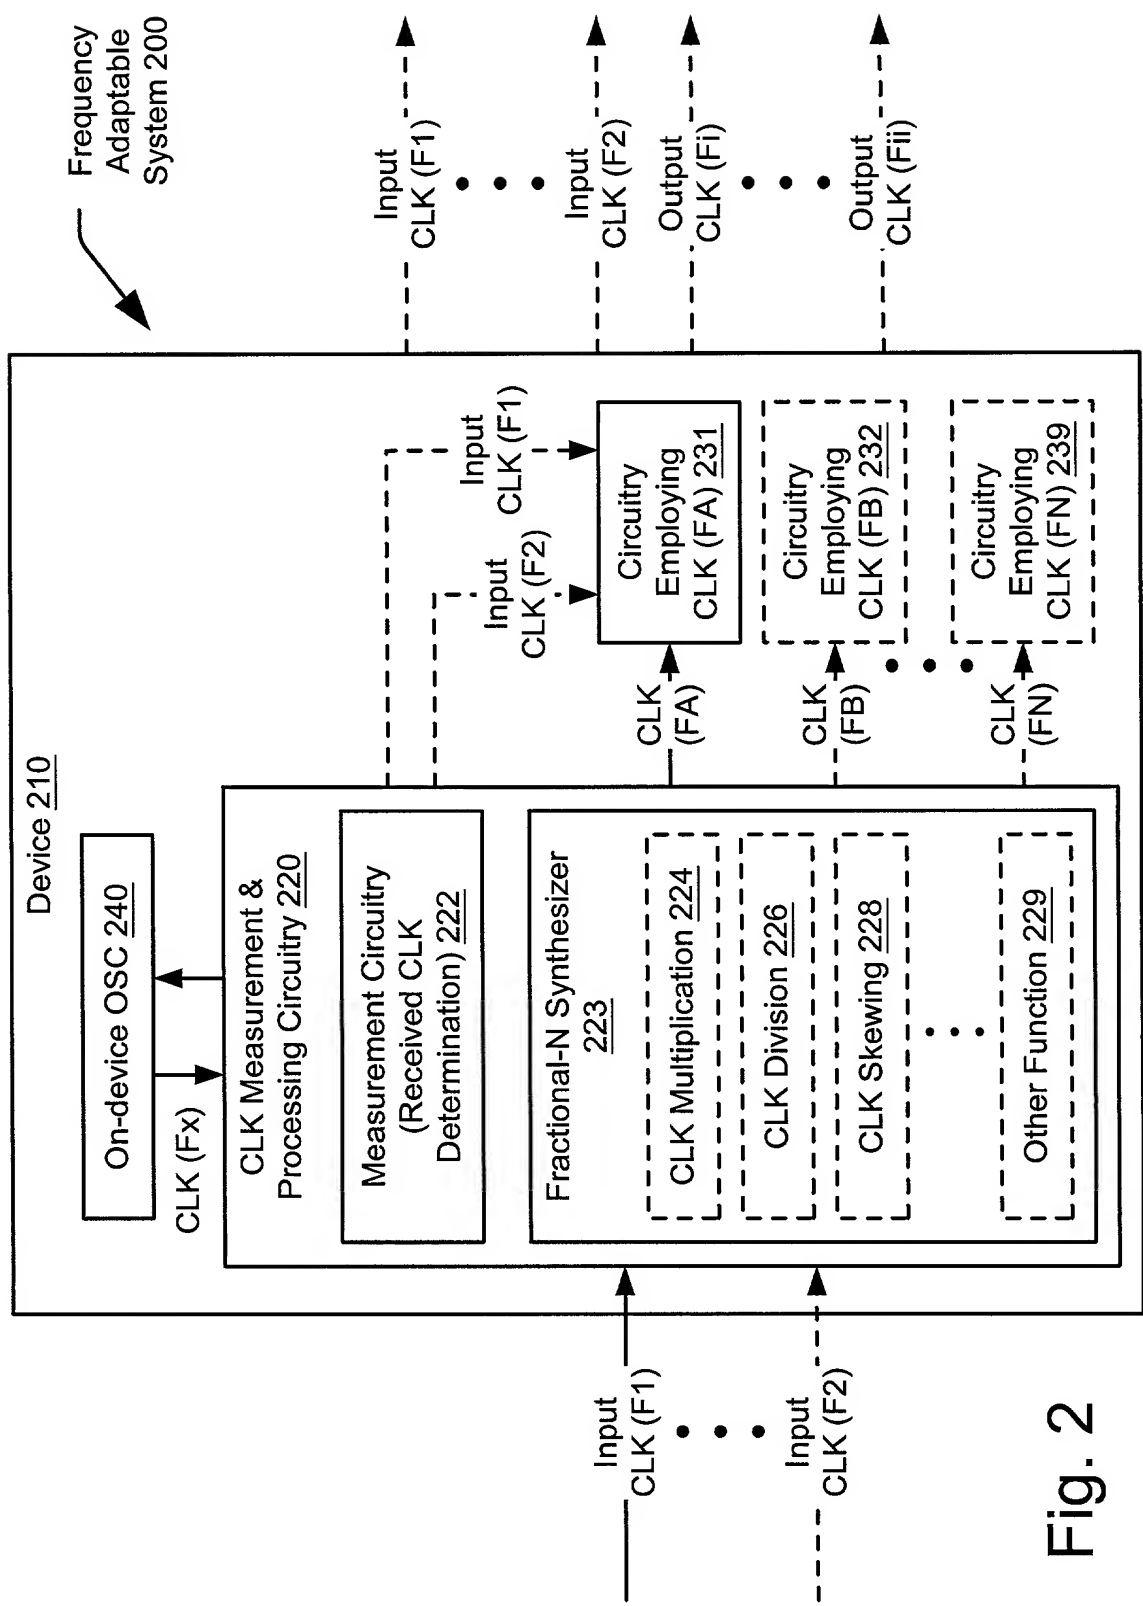 Frequency
Adaptable
System 200
Device 210
On-device OSC 240
CLK (Fx)
CLK Measurement &
Processing Circuitry 220
Measurement Circuitry
(Received CLK
Determination) 222
Fractional-N Synthesizer
223
CLK Multiplication 224
CLK Division 226
CLK Skewing 228
Other Function 229
Input
CLK (F1)
Input
CLK (F2)
Input
CLK (F1)
Input
CLK (F2)
CLK
(FA)
Circuitry
Employing
CLK (FA) 231
CLK
(FB)
Circuitry
Employing
CLK (FB) 232
CLK
(FN)
Circuitry
Employing
CLK (FN) 239
Input
CLK (F1)
Input
CLK (F2)
Output
CLK (Fi)
Output
CLK (Fii)
Fig. 2